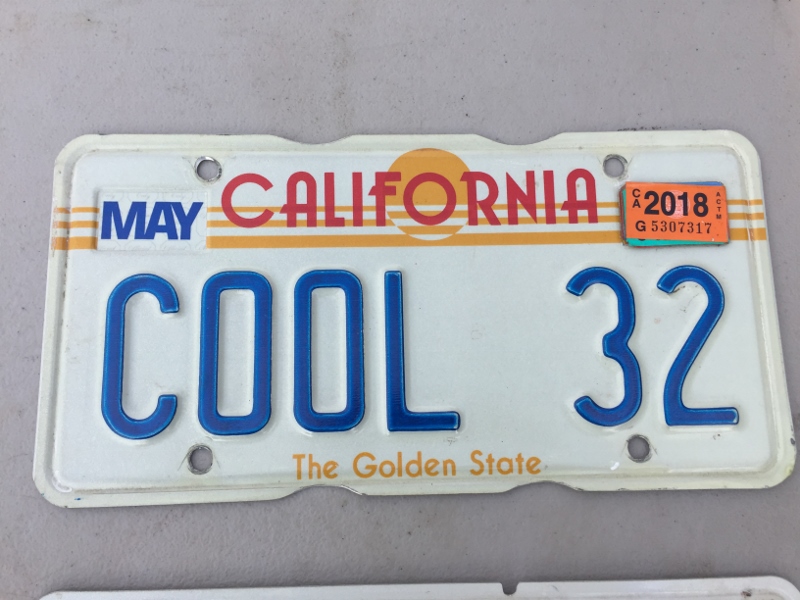 CALIFORNIA
MAY
CA 2018 ACTM
G 5307317
COOL 32
The Golden State